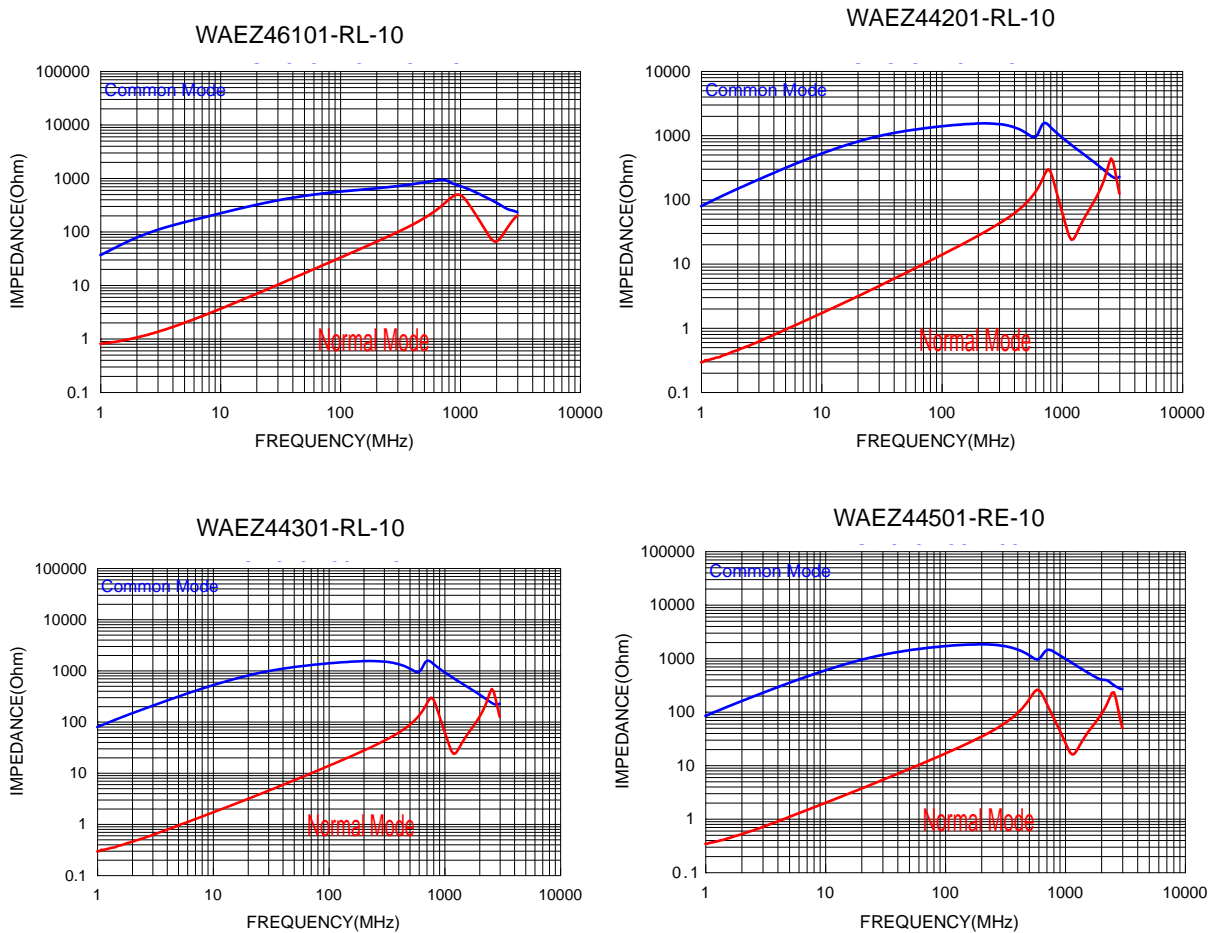 WAEZ46101-RL-10
100000
10000
1000
100
10
1
0.1
IMPEDANCE(Ohm)
Common Mode
Normal Mode
1 10 100 1000 10000
FREQUENCY(MHz)
WAEZ44201-RL-10
10000
1000
100
10
1
0.1
IMPEDANCE(Ohm)
Common Mode
Normal Mode
1 10 100 1000 10000
FREQUENCY(MHz)
WAEZ44301-RL-10
100000
10000
1000
100
10
1
0.1
IMPEDANCE(Ohm)
Common Mode
Normal Mode
1 10 100 1000 10000
FREQUENCY(MHz)
WAEZ44501-RE-10
100000
10000
1000
100
10
1
0.1
IMPEDANCE(Ohm)
Common Mode
Normal Mode
1 10 100 1000 10000
FREQUENCY(MHz)